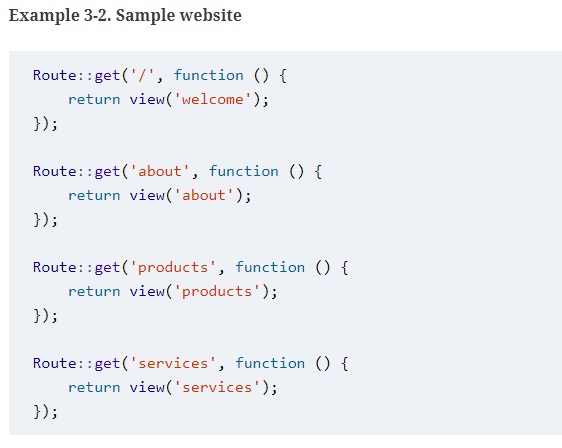 Example 3-2. Sample website
Route::get('/', function () {
    return view('welcome');
});
Route::get('about', function () {
    return view('about');
});
Route::get('products', function () {
    return view('products');
});
Route::get('services', function () {
    return view('services');
});